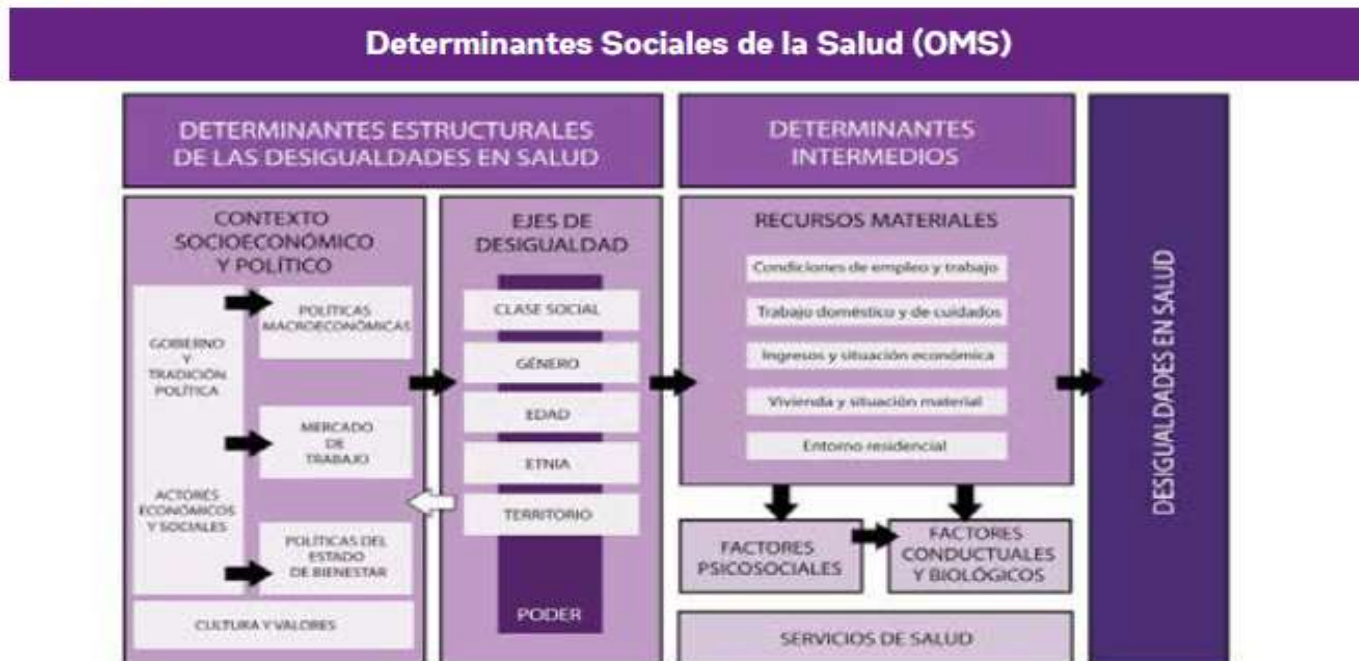 Determinantes Sociales de la Salud (OMS)
DETERMINANTES ESTRUCTURALES
DE LAS DESIGUALDADES EN SALUD
CONTEXTO
SOCIOECONÓMICO
Y POLÍTICO
GOBIERNO
Y
TRADICIÓN
POLÍTICA
ACTORES
ECONÓMICOS
Y SOCIALES
POLÍTICAS
MACROECONÓMICAS
MERCADO
DE
TRABAJO
POLÍTICAS DEL
ESTADO
DE BIENESTAR
CULTURA Y VALORES
EJES DE
DESIGUALDAD
CLASE SOCIAL
GÉNERO
EDAD
ETNIA
TERRITORIO
PODER
DETERMINANTES
INTERMEDIOS
RECURSOS MATERIALES
Condiciones de empleo y trabajo
Trabajo doméstico y de cuidados
Ingresos y situación económica
Vivienda y situación material
Entorno residencial
FACTORES
PSICOSOCIALES
FACTORES
CONDUCTUALES
Y BIOLÓGICOS
SERVICIOS DE SALUD
DESIGUALDADES EN SALUD